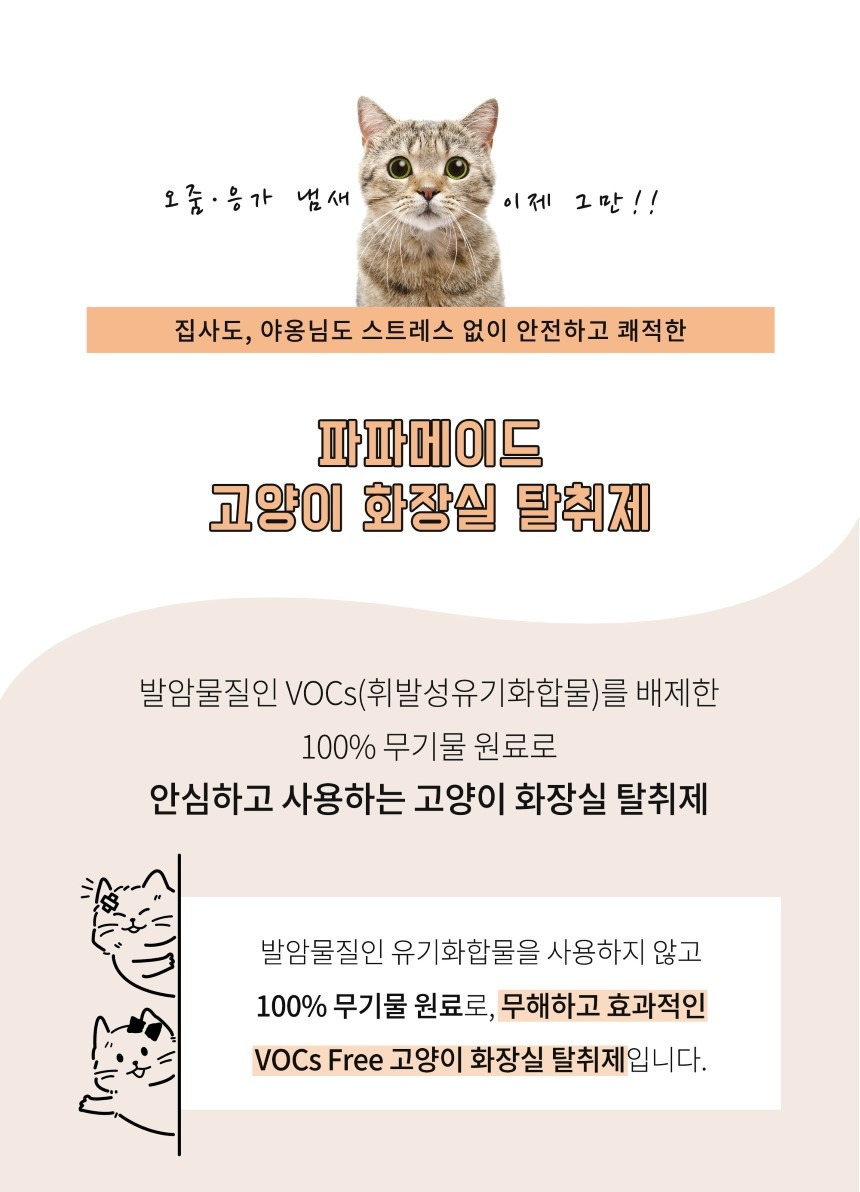 오줌·응가 냄새 이제 그만!!
집사도, 야옹님도 스트레스 없이 안전하고 쾌적한
파파메이드
고양이 화장실 탈취제
발암물질인 VOCs(휘발성유기화합물)를 배제한
100% 무기물 원료로
안심하고 사용하는 고양이 화장실 탈취제
발암물질인 유기화합물을 사용하지 않고
100% 무기물 원료로, 무해하고 효과적인
VOCs Free 고양이 화장실 탈취제입니다.